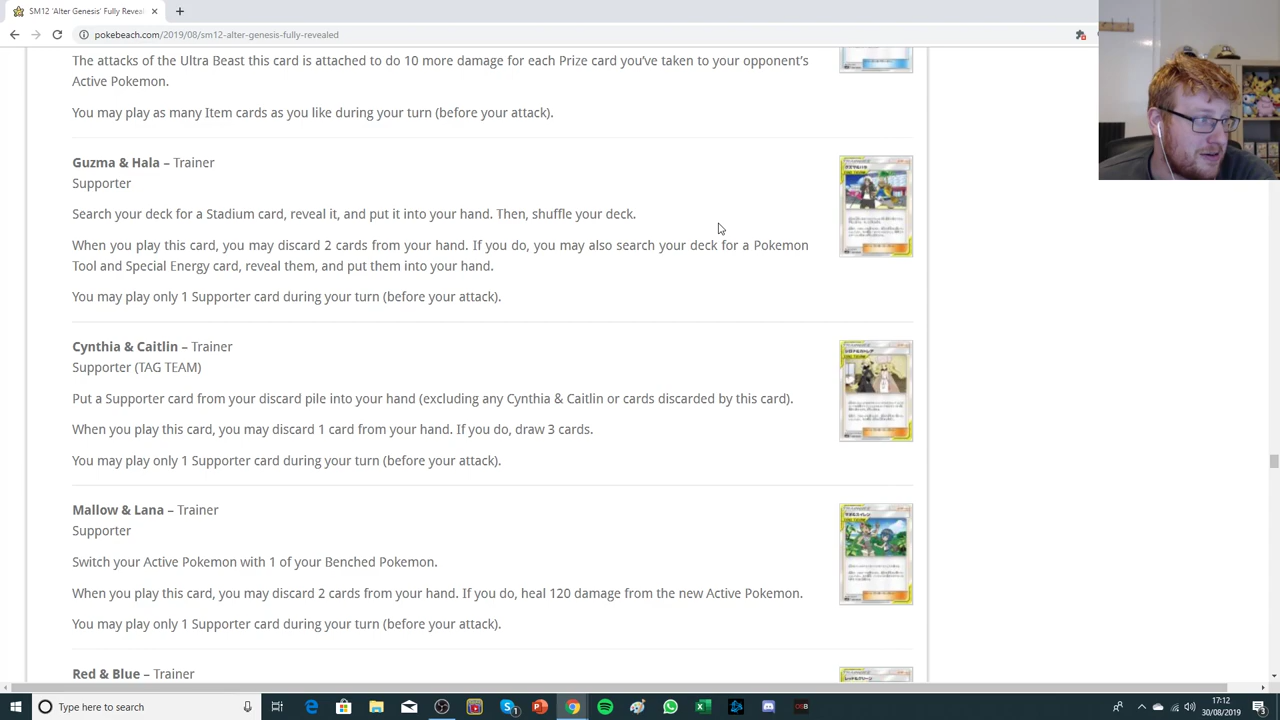 SM12 'Alter Genesis' Fully Reveal
pokebeach.com/2019/08/sm12-alter-genesis-fully-revealed
The attacks of the Ultra Beast this card is attached to do 10 more damage for each Prize card you've taken to your opponent's
Active Pokemon.
You may play as many Item cards as you like during your turn (before your attack).
Guzma & Hala – Trainer
Supporter
Search your deck for a Stadium card, reveal it, and put it into your hand. Then, shuffle your deck.
When you play this card, you may discard 2 cards from your hand. If you do, you may also search your deck for a Pokemon
Tool and Special Energy card, reveal them, and put them into your hand.
You may play only 1 Supporter card during your turn (before your attack).
Cynthia & Caitlin – Trainer
Supporter (TAG TEAM)
Put a Supporter card from your discard pile into your hand (excluding any Cynthia & Caitlin or cards discarded by this card).
When you play this card, you may discard 1 card from your hand. If you do, draw 3 cards.
You may play only 1 Supporter card during your turn (before your attack).
Mallow & Lana – Trainer
Supporter
Switch your Active Pokemon with 1 of your Benched Pokemon.
When you play this card, you may discard 2 cards from your hand. If you do, heal 120 damage from the new Active Pokemon.
You may play only 1 Supporter card during your turn (before your attack).
Red & Blue – Trainer
Type here to search
17:12
30/08/2019